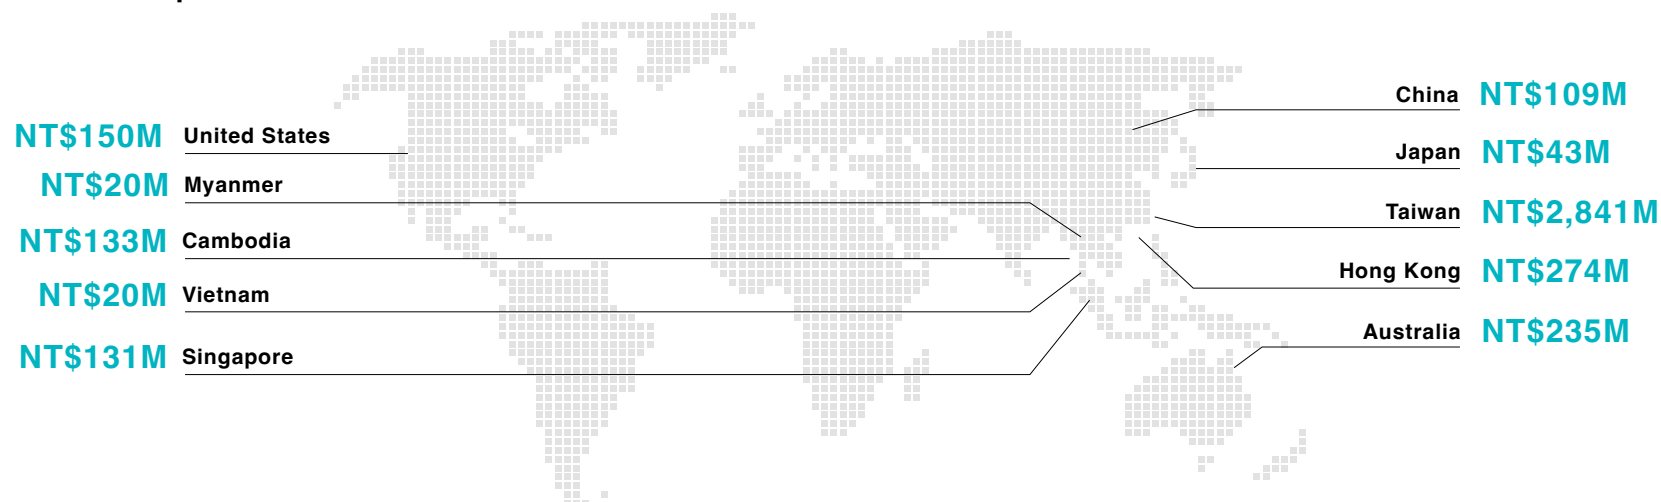 NT$150M United States
NT$20M Myanmer
NT$133M Cambodia
NT$20M Vietnam
NT$131M Singapore
China NT$109M
Japan NT$43M
Taiwan NT$2,841M
Hong Kong NT$274M
Australia NT$235M